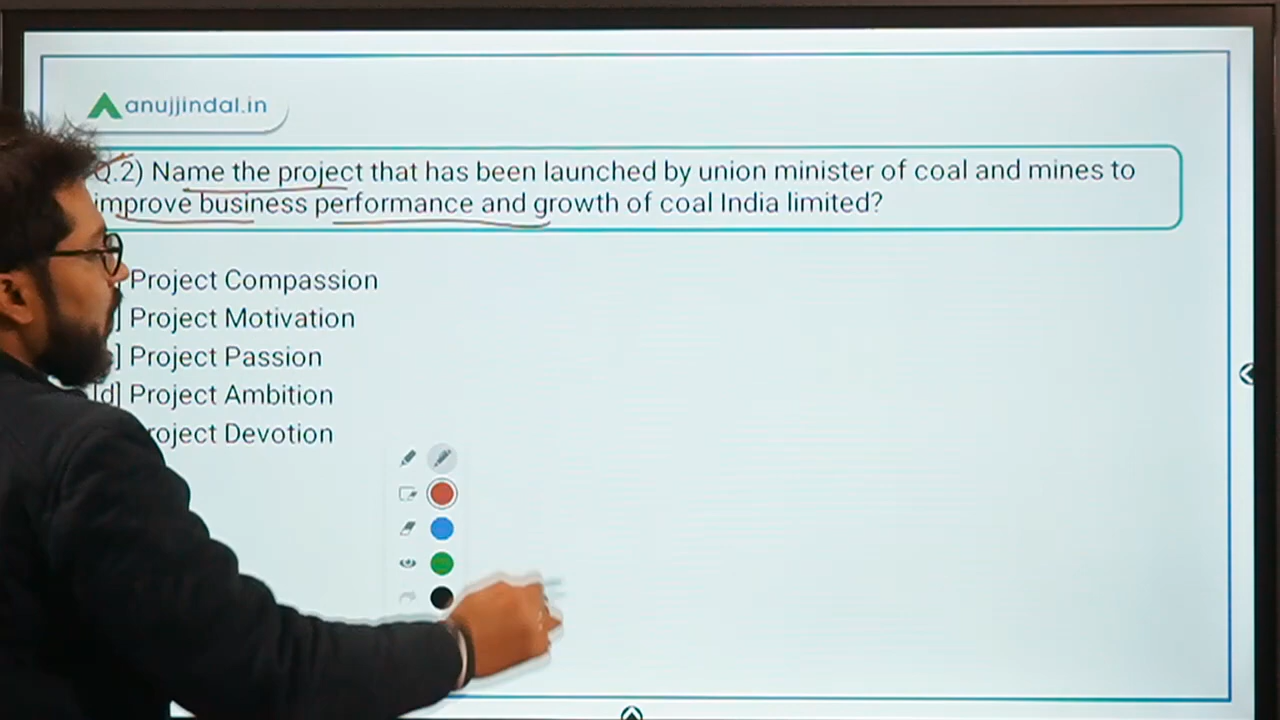 anujjindal.in
Q.2) Name the project that has been launched by union minister of coal and mines to
improve business performance and growth of coal India limited?
Project Compassion
] Project Motivation
] Project Passion
[d] Project Ambition
roject Devotion